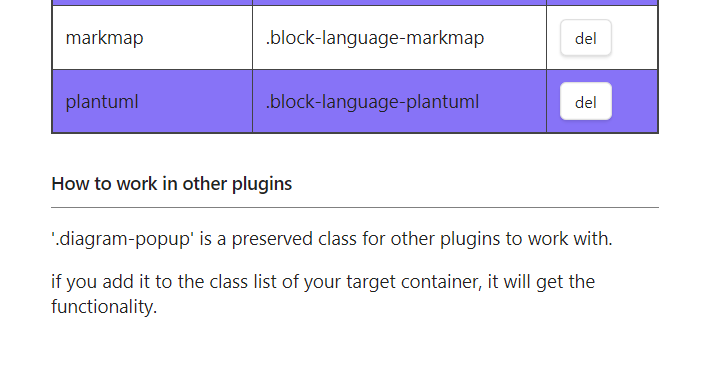 markmap .block-language-markmap del
plantuml .block-language-plantuml del
How to work in other plugins
'.diagram-popup' is a preserved class for other plugins to work with.
if you add it to the class list of your target container, it will get the
functionality.